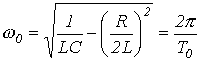 ω₀ = √(1/LC − (R/2L)²) = 2π/T₀